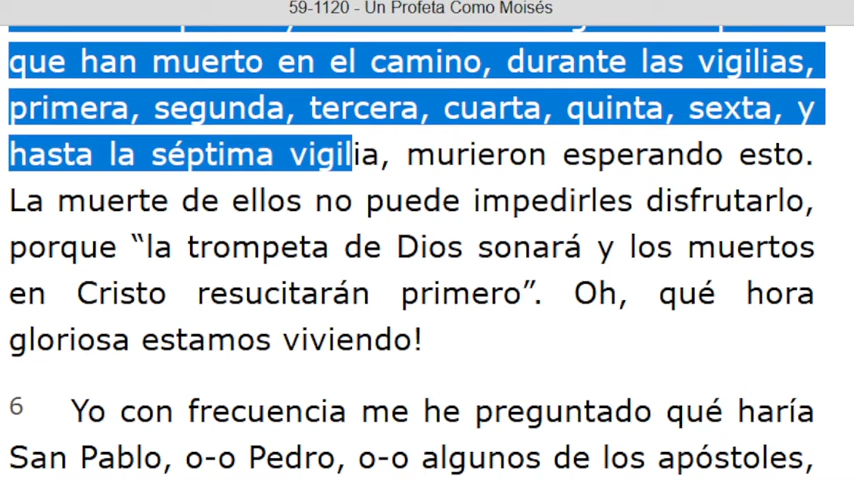 59-1120 - Un Profeta Como Moisés
que han muerto en el camino, durante las vigilias,
primera, segunda, tercera, cuarta, quinta, sexta, y
hasta la séptima vigilia, murieron esperando esto.
La muerte de ellos no puede impedirles disfrutarlo,
porque “la trompeta de Dios sonará y los muertos
en Cristo resucitarán primero”. Oh, qué hora
gloriosa estamos viviendo!
6 Yo con frecuencia me he preguntado qué haría
San Pablo, o-o Pedro, o-o algunos de los apóstoles,